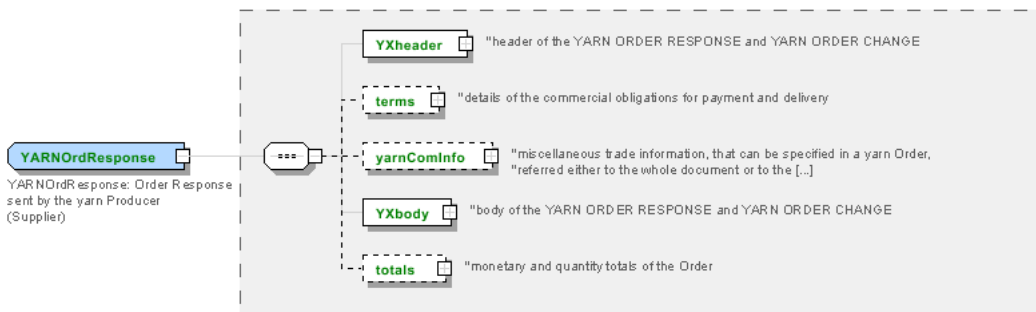 YXheader
"header of the YARN ORDER RESPONSE and YARN ORDER CHANGE
terms
"details of the commercial obligations for payment and delivery
YARNOrdResponse
YARNOrdResponse: Order Response
sent by the yarn Producer
(Supplier)
yarnComInfo
"miscellaneous trade information, that can be specified in a yarn Order,
"referred either to the whole document or to the [...]
YXbody
"body of the YARN ORDER RESPONSE and YARN ORDER CHANGE
totals
"monetary and quantity totals of the Order